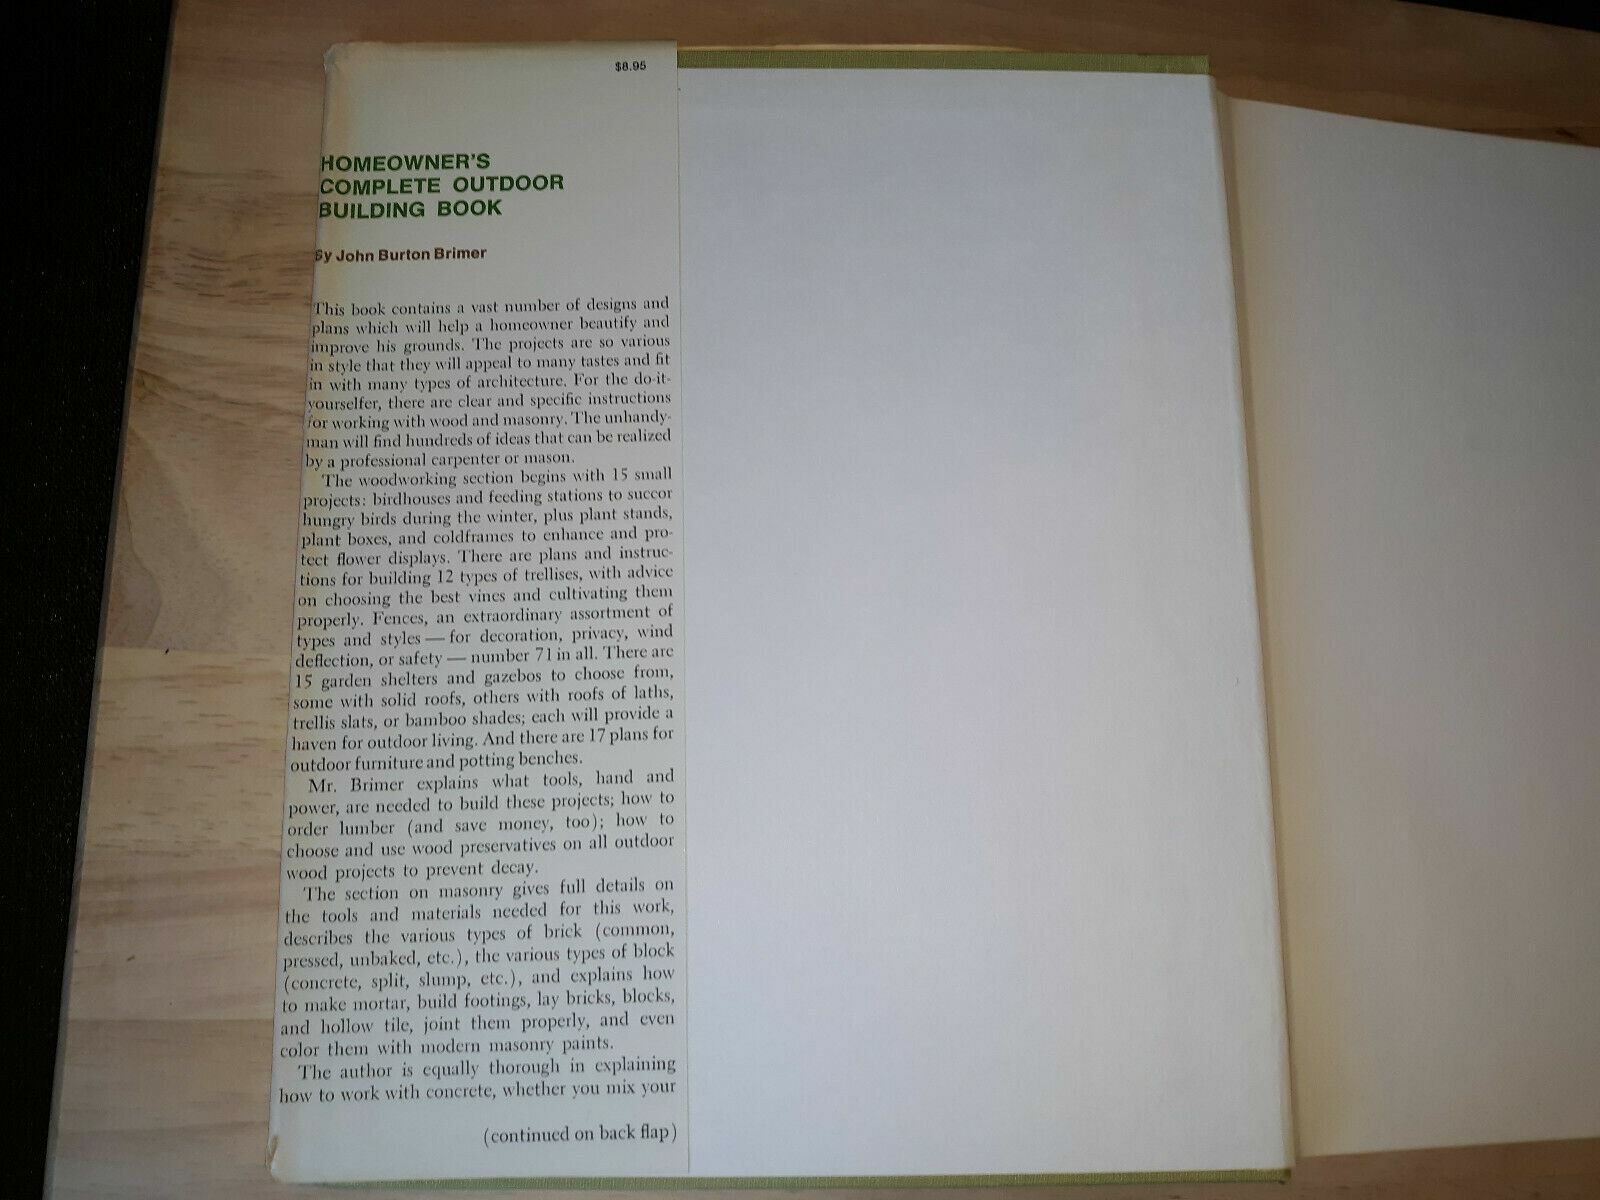 $8.95
HOMEOWNER'S
COMPLETE OUTDOOR
BUILDING BOOK
By John Burton Brimer
This book contains a vast number of designs and
plans which will help a homeowner beautify and
improve his grounds. The projects are so various
in style that they will appeal to many tastes and fit
in with many types of architecture. For the do-it-
yourselfer, there are clear and specific instructions
for working with wood and masonry. The unhandy-
man will find hundreds of ideas that can be realized
by a professional carpenter or mason.
The woodworking section begins with 15 small
projects: birdhouses and feeding stations to succor
hungry birds during the winter, plus plant stands,
plant boxes, and coldframes to enhance and pro-
tect flower displays. There are plans and instruc-
tions for building 12 types of trellises, with advice
on choosing the best vines and cultivating them
properly. Fences, an extraordinary assortment of
types and styles — for decoration, privacy, wind
deflection, or safety — number 71 in all. There are
15 garden shelters and gazebos to choose from,
some with solid roofs, others with roofs of laths,
trellis slats, or bamboo shades; each will provide a
haven for outdoor living. And there are 17 plans for
outdoor furniture and potting benches.
Mr. Brimer explains what tools, hand and
power, are needed to build these projects; how to
order lumber (and save money, too); how to
choose and use wood preservatives on all outdoor
wood projects to prevent decay.
The section on masonry gives full details on
the tools and materials needed for this work,
describes the various types of brick (common,
pressed, unbaked, etc.), the various types of block
(concrete, split, slump, etc.), and explains how
to make mortar, build footings, lay bricks, blocks,
and hollow tile, joint them properly, and even
color them with modern masonry paints.
The author is equally thorough in explaining
how to work with concrete, whether you mix your
(continued on back flap)